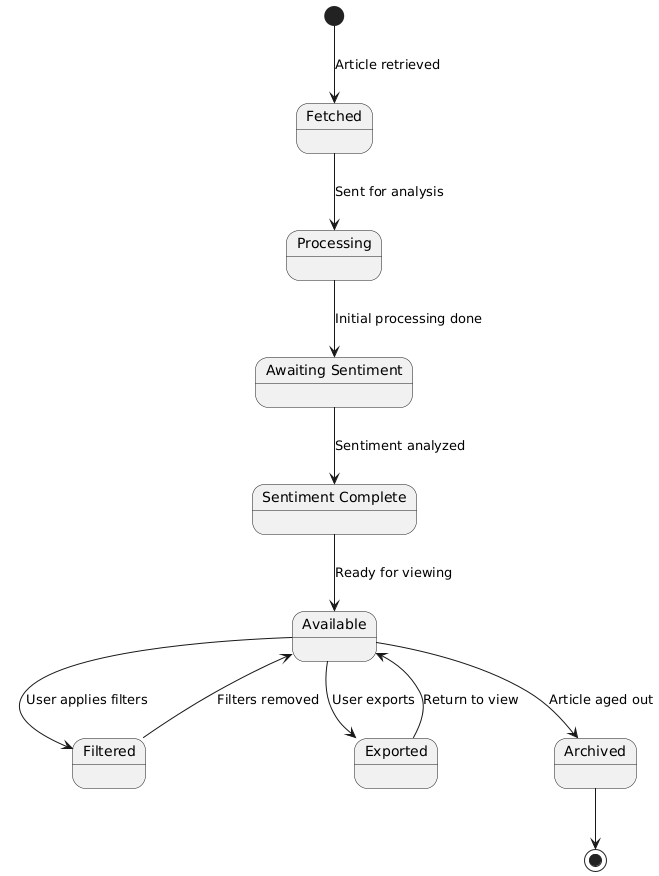 Article retrieved
Fetched
Sent for analysis
Processing
Initial processing done
Awaiting Sentiment
Sentiment analyzed
Sentiment Complete
Ready for viewing
Available
User applies filters
Filters removed
User exports
Return to view
Article aged out
Filtered
Exported
Archived